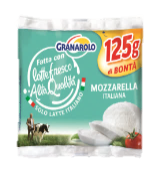 GRANAROLO
Fatta con
latte fresco
Alta Qualità
SOLO LATTE ITALIANO
125g
di BONTÀ
MOZZARELLA
ITALIANA